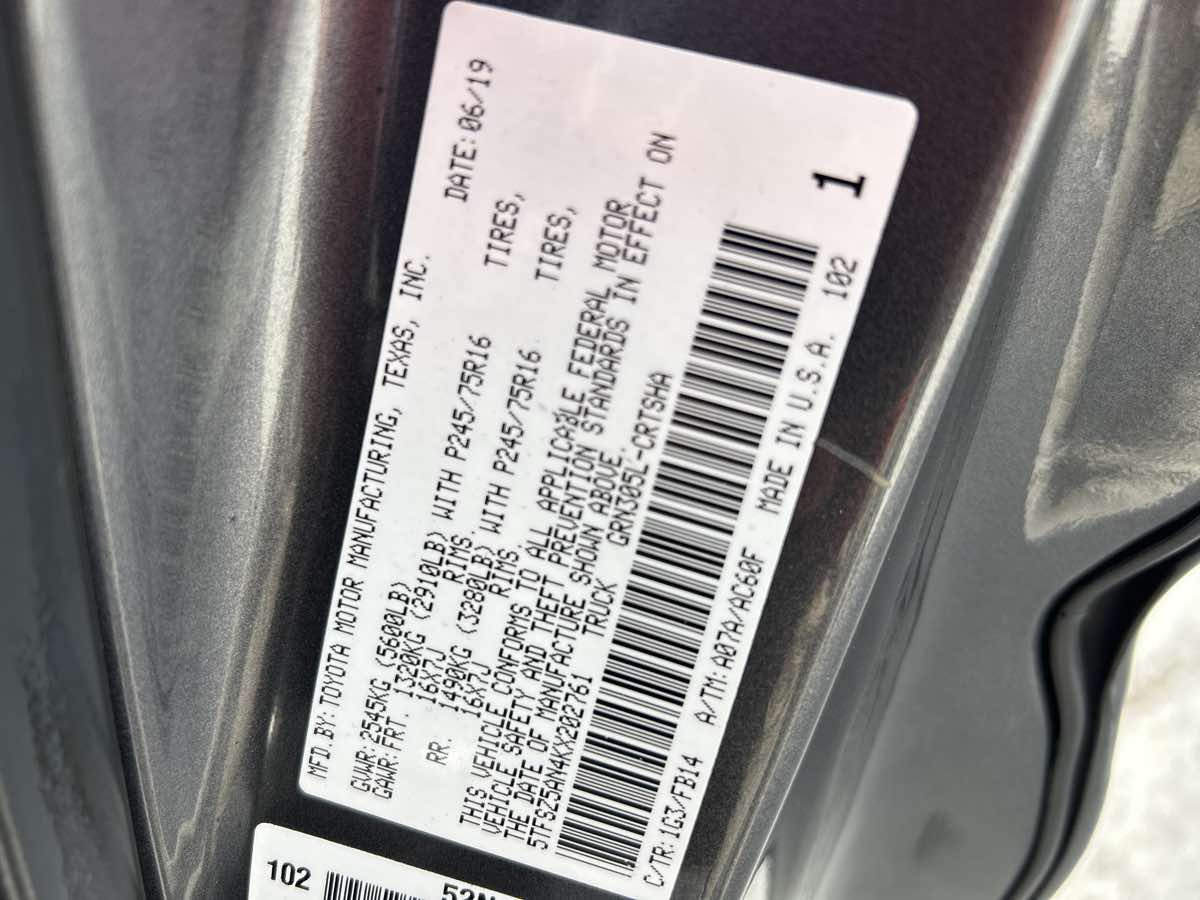 MFD.BY:TOYOTA MOTOR MANUFACTURING, TEXAS, INC.
DATE:06/19
GVWR:2545KG (5600LB)
GAWR:FRT. 1320KG (2910LB) WITH P245/75R16 TIRES,
16X7J RIMS.
RR. 1490KG (3280LB) WITH P245/75R16 TIRES,
16X7J RIMS.
THIS VEHICLE CONFORMS TO ALL APPLICABLE FEDERAL MOTOR
VEHICLE SAFETY AND THEFT PREVENTION STANDARDS IN EFFECT ON
THE DATE OF MANUFACTURE SHOWN ABOVE.
5TFSZ5AN4KX202761 TRUCK GRN305L-CRTSHA
1
C/TR:1G3/FB14 A/TM:A07A/AC60F MADE IN U.S.A. 102
102